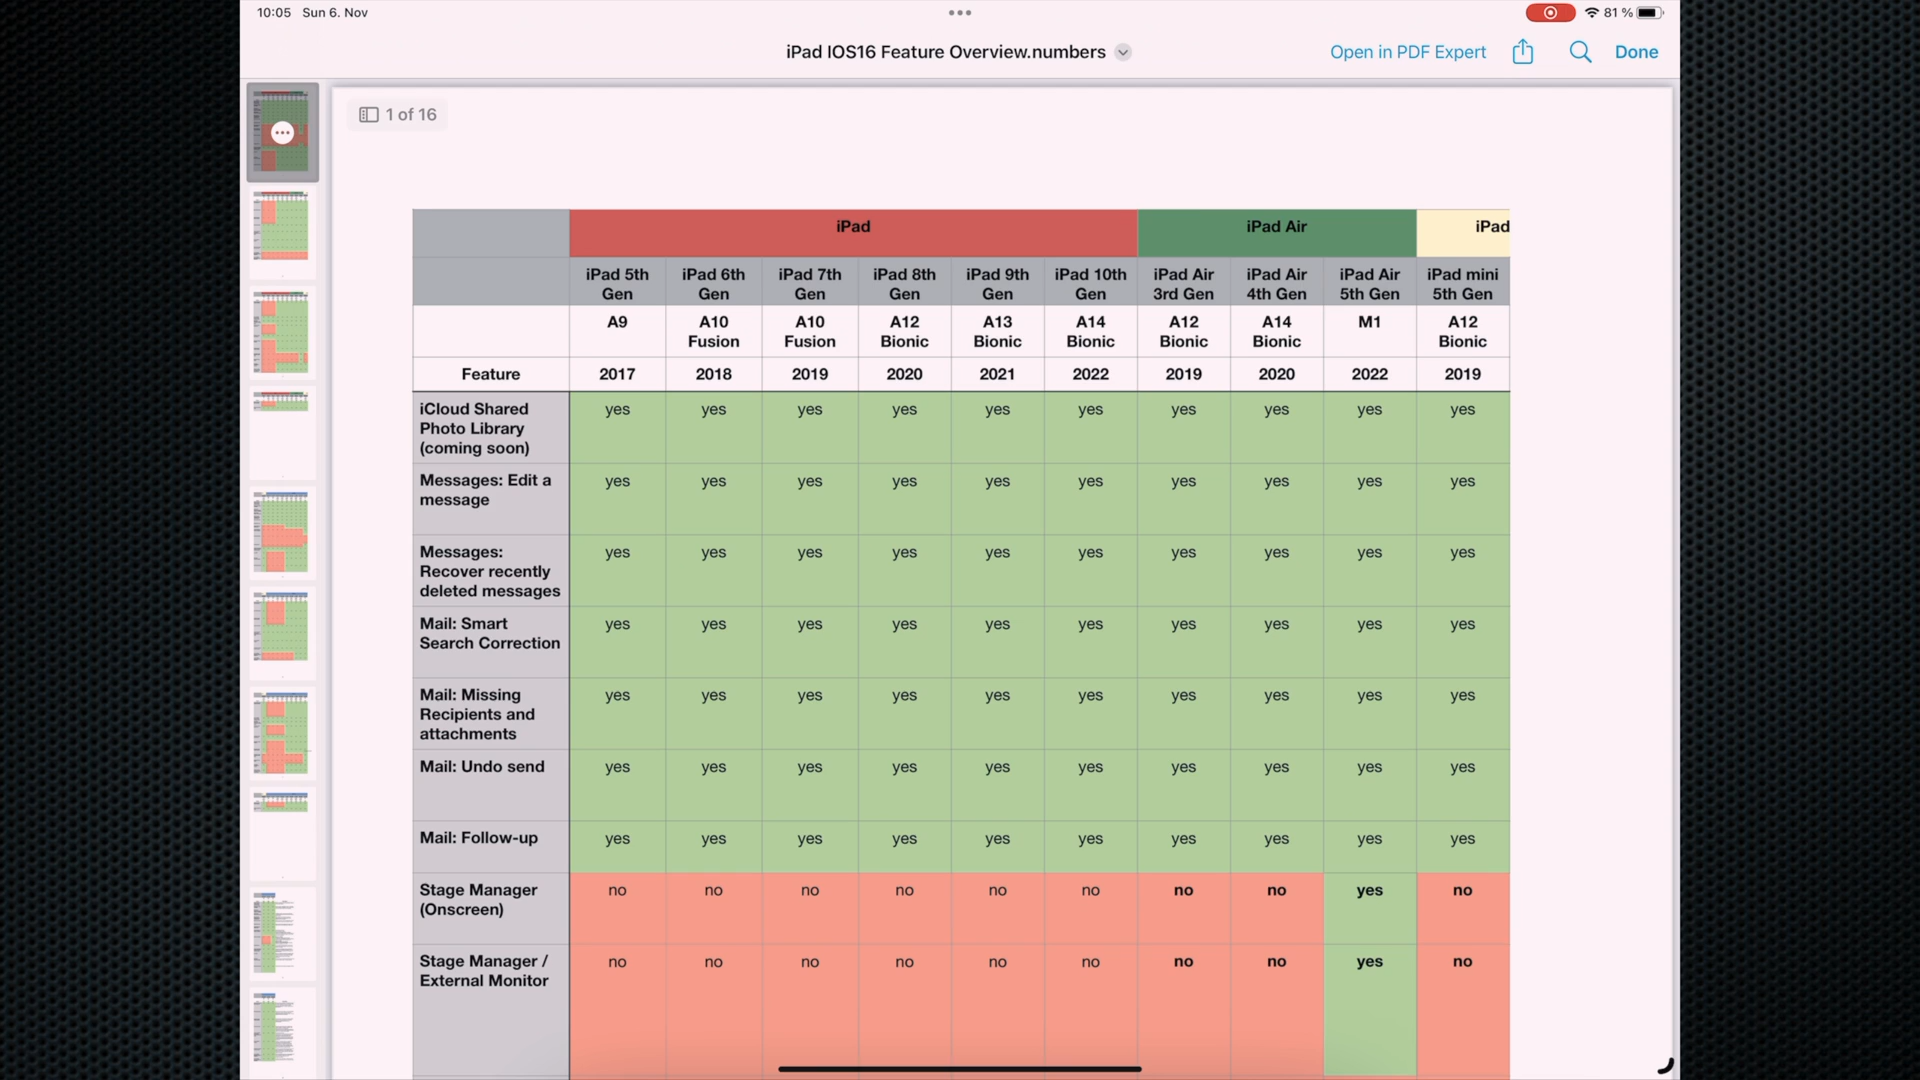 10:05 Sun 6. Nov
81 %
iPad IOS16 Feature Overview.numbers
Open in PDF Expert
Done
1 of 16
iPad iPad Air iPad
iPad 5th Gen iPad 6th Gen iPad 7th Gen iPad 8th Gen iPad 9th Gen iPad 10th Gen iPad Air 3rd Gen iPad Air 4th Gen iPad Air 5th Gen iPad mini 5th Gen
A9 A10 Fusion A10 Fusion A12 Bionic A13 Bionic A14 Bionic A12 Bionic A14 Bionic M1 A12 Bionic
Feature 2017 2018 2019 2020 2021 2022 2019 2020 2022 2019
iCloud Shared Photo Library (coming soon) yes yes yes yes yes yes yes yes yes yes
Messages: Edit a message yes yes yes yes yes yes yes yes yes yes
Messages: Recover recently deleted messages yes yes yes yes yes yes yes yes yes yes
Mail: Smart Search Correction yes yes yes yes yes yes yes yes yes yes
Mail: Missing Recipients and attachments yes yes yes yes yes yes yes yes yes yes
Mail: Undo send yes yes yes yes yes yes yes yes yes yes
Mail: Follow-up yes yes yes yes yes yes yes yes yes yes
Stage Manager (Onscreen) no no no no no no no no yes no
Stage Manager / External Monitor no no no no no no no no yes no